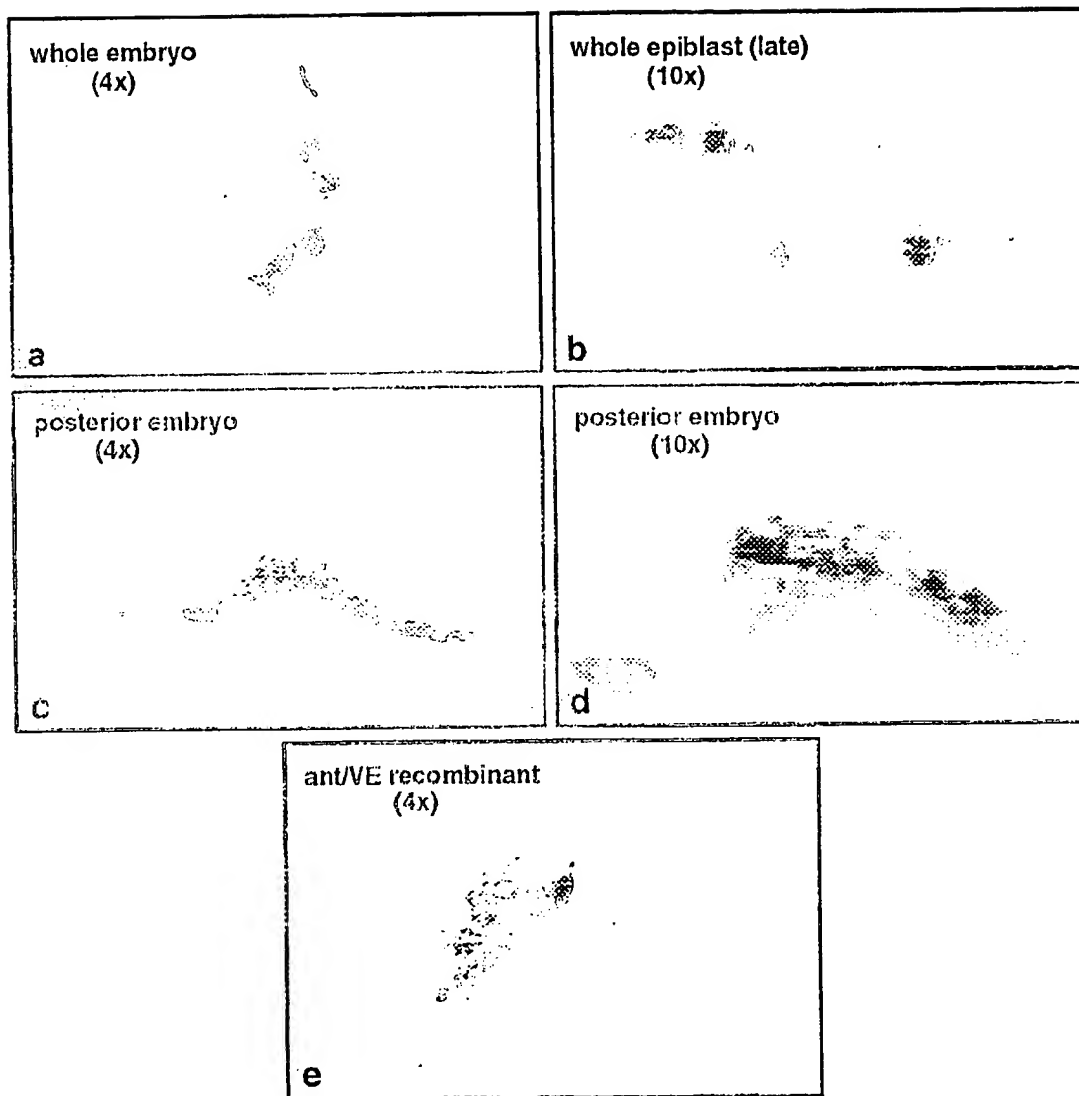 whole embryo
(4x)
a
whole epiblast (late)
(10x)
b
posterior embryo
(4x)
c
posterior embryo
(10x)
d
ant/VE recombinant
(4x)
e